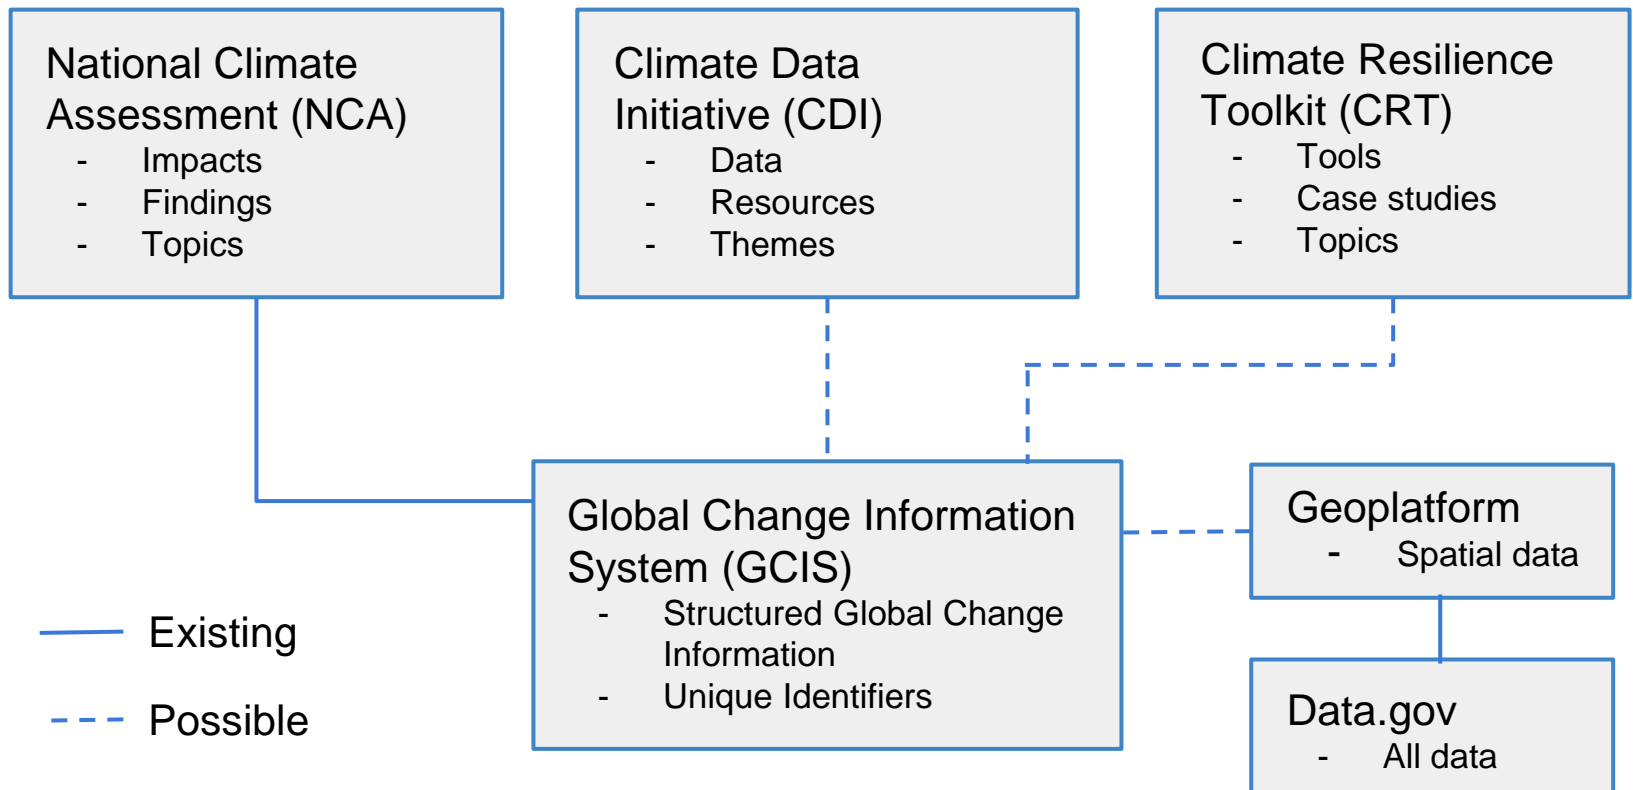 National Climate
Assessment (NCA)
- Impacts
- Findings
- Topics
Climate Data
Initiative (CDI)
- Data
- Resources
- Themes
Climate Resilience
Toolkit (CRT)
- Tools
- Case studies
- Topics
Global Change Information
System (GCIS)
- Structured Global Change
Information
- Unique Identifiers
Geoplatform
- Spatial data
Data.gov
- All data
Existing
Possible